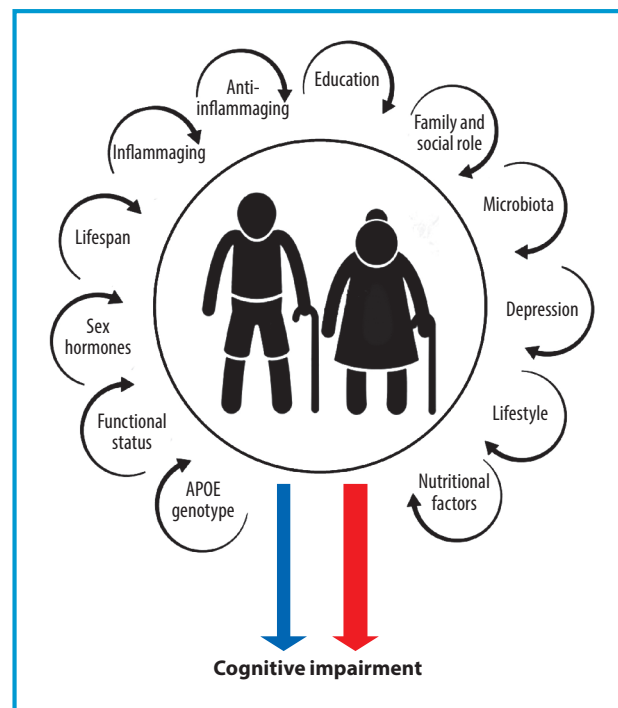 Education
Anti-
inflammaging
Family and
social role
Inflammaging
Microbiota
Lifespan
Depression
Sex
hormones
Lifestyle
Functional
status
Nutritional
factors
APOE
genotype
Cognitive impairment